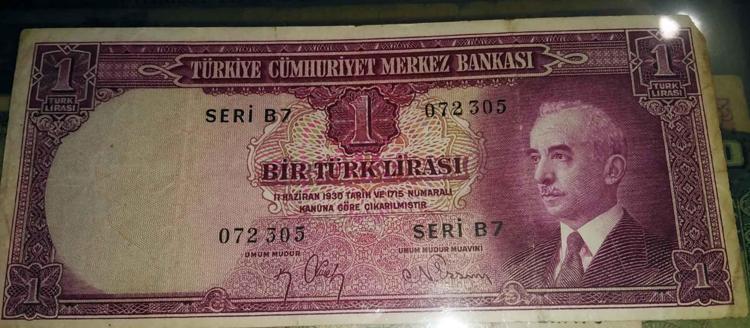 TÜRKİYE CÜMHURİYET MERKEZ BANKASI
1
TÜRK
LİRASI
1
TÜRK
LİRASI
SERİ B7
1
072305
BİR TÜRK LİRASI
11 HAZİRAN 1930 TARİH VE 1715 NUMARALI
KANUNA GÖRE ÇIKARILMIŞTIR
072305
SERİ B7
UMUM MÜDÜR
UMUM MÜDÜR MUAVİNİ
1
1